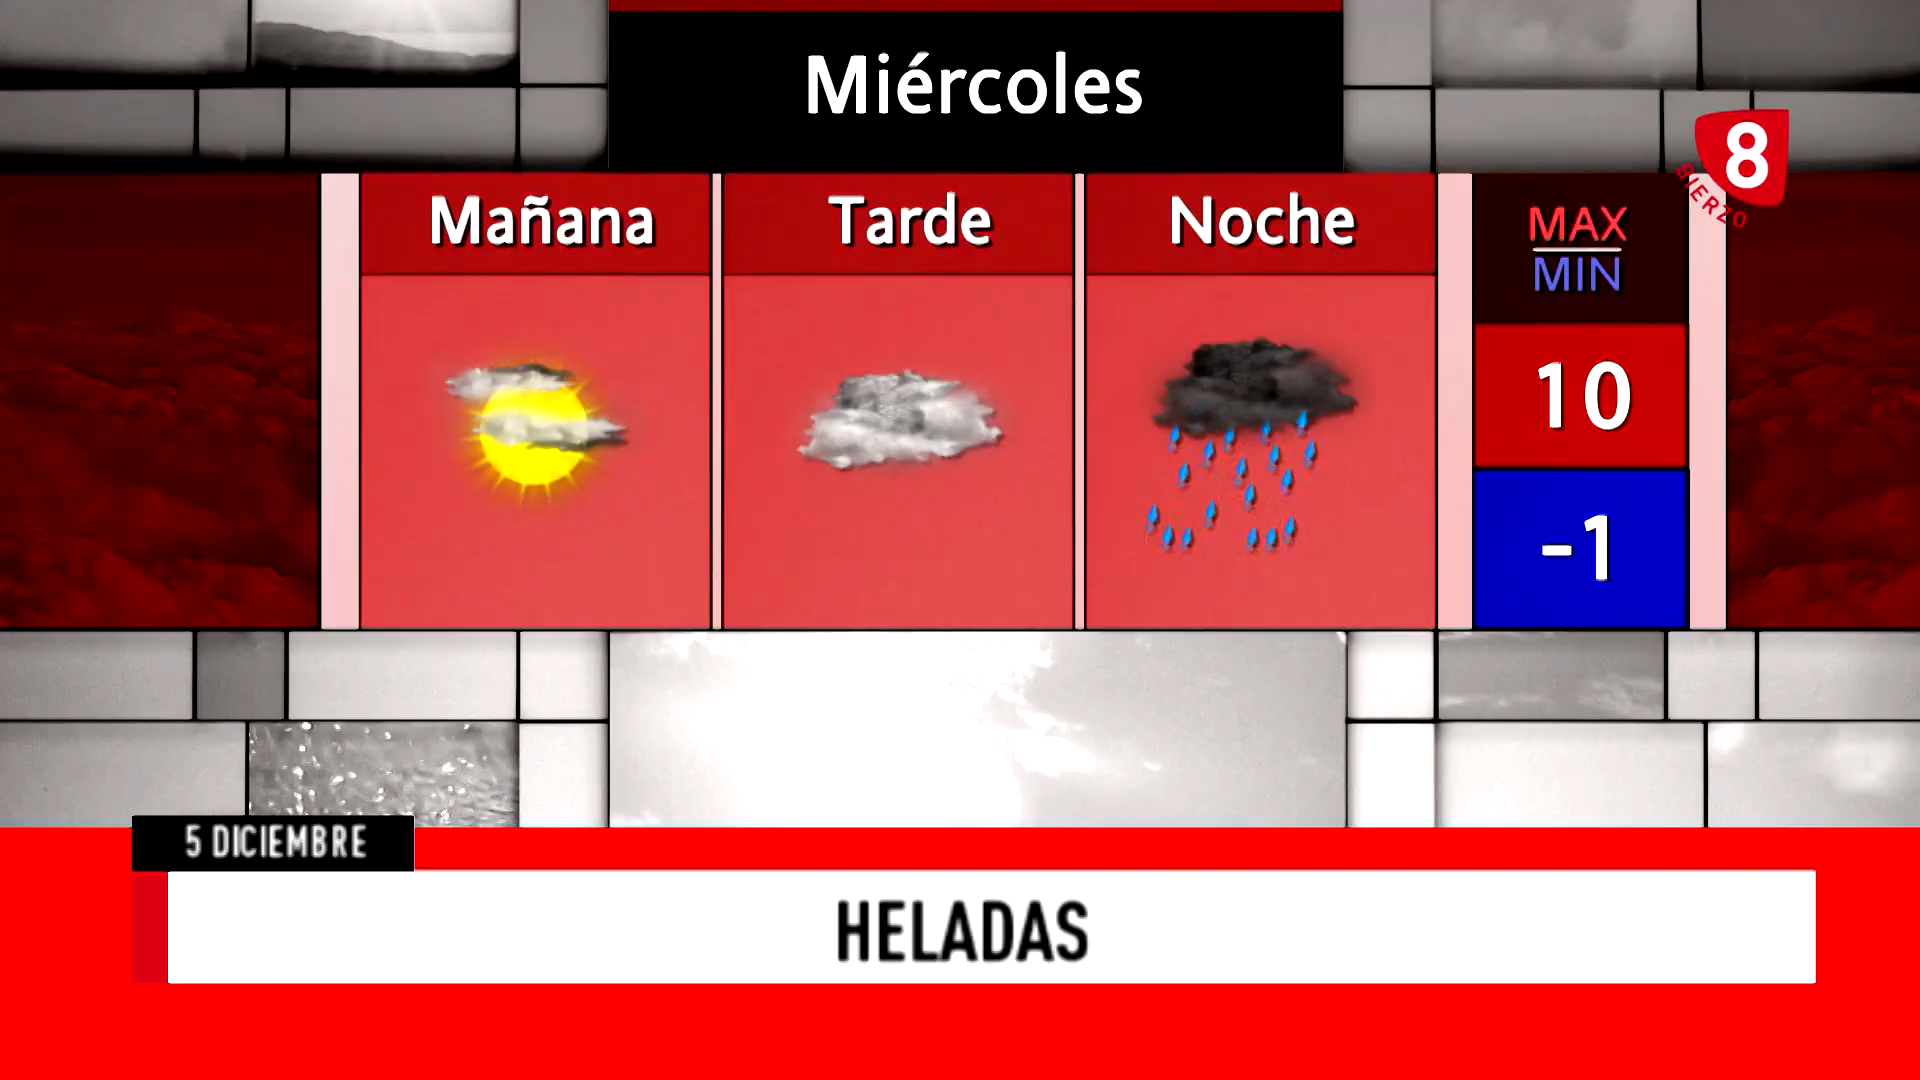 Miércoles
8
BIERZO
Mañana
Tarde
Noche
MAX
MIN
10
-1
5 DICIEMBRE
HELADAS